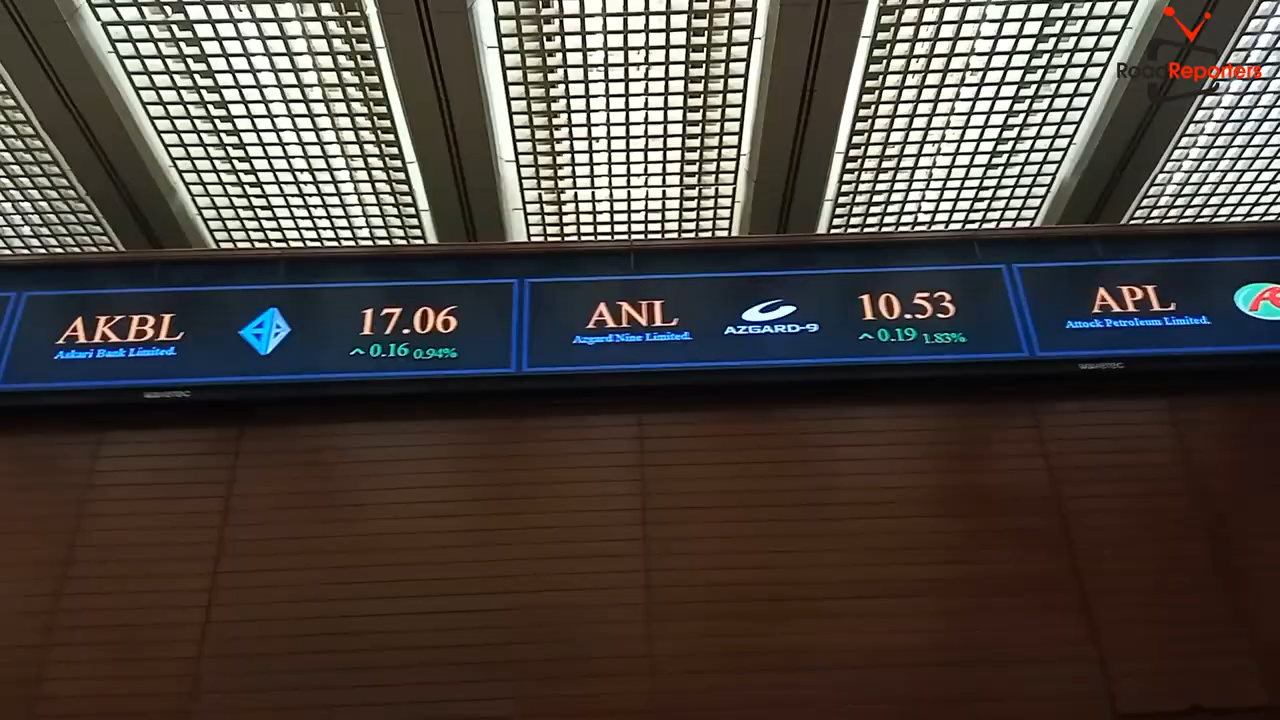 RoadReporters
AKBL
Askari Bank Limited.
17.06
0.16 0.94%
ANL
Azgard Nine Limited.
AZGARD-9
10.53
0.19 1.83%
APL
Attock Petroleum Limited.